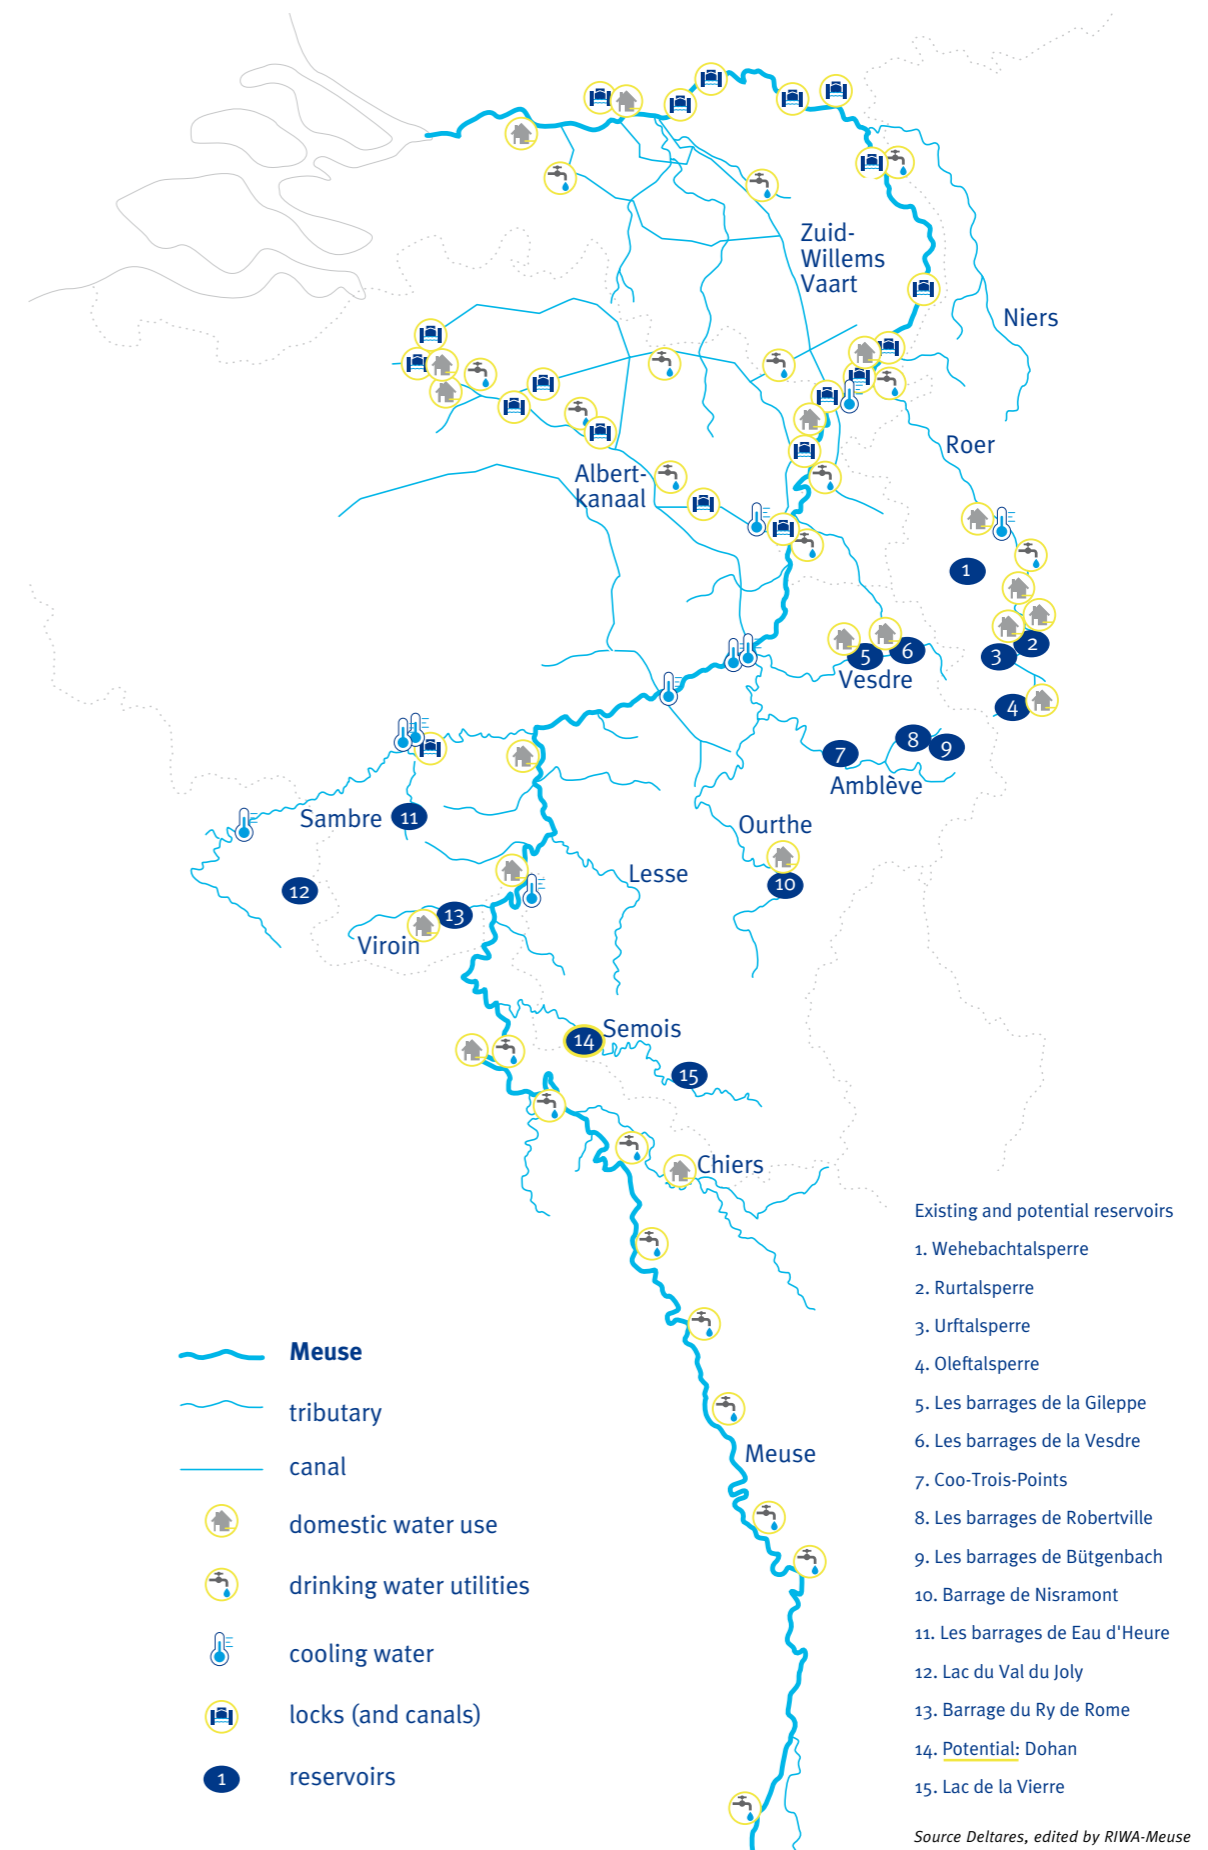 Zuid-
Willems
Vaart
Niers
Roer
Albert-
kanaal
1
2
3
5
6
Vesdre
4
7
8
9
Amblève
Sambre
11
Ourthe
10
Lesse
12
13
Viroin
14
Semois
15
Chiers
Meuse
Meuse
tributary
canal
domestic water use
drinking water utilities
cooling water
locks (and canals)
1
reservoirs
Existing and potential reservoirs
1. Wehebachtalsperre
2. Rurtalsperre
3. Urftalsperre
4. Oleftalsperre
5. Les barrages de la Gileppe
6. Les barrages de la Vesdre
7. Coo-Trois-Points
8. Les barrages de Robertville
9. Les barrages de Bütgenbach
10. Barrage de Nisramont
11. Les barrages de Eau d'Heure
12. Lac du Val du Joly
13. Barrage du Ry de Rome
14. Potential: Dohan
15. Lac de la Vierre
Source Deltares, edited by RIWA-Meuse